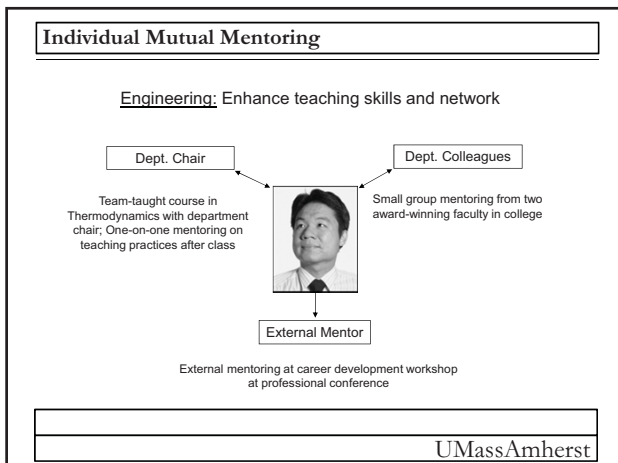 Individual Mutual Mentoring
Engineering: Enhance teaching skills and network
Dept. Chair
Dept. Colleagues
Team-taught course in
Thermodynamics with department
chair; One-on-one mentoring on
teaching practices after class
Small group mentoring from two
award-winning faculty in college
External Mentor
External mentoring at career development workshop
at professional conference
UMassAmherst